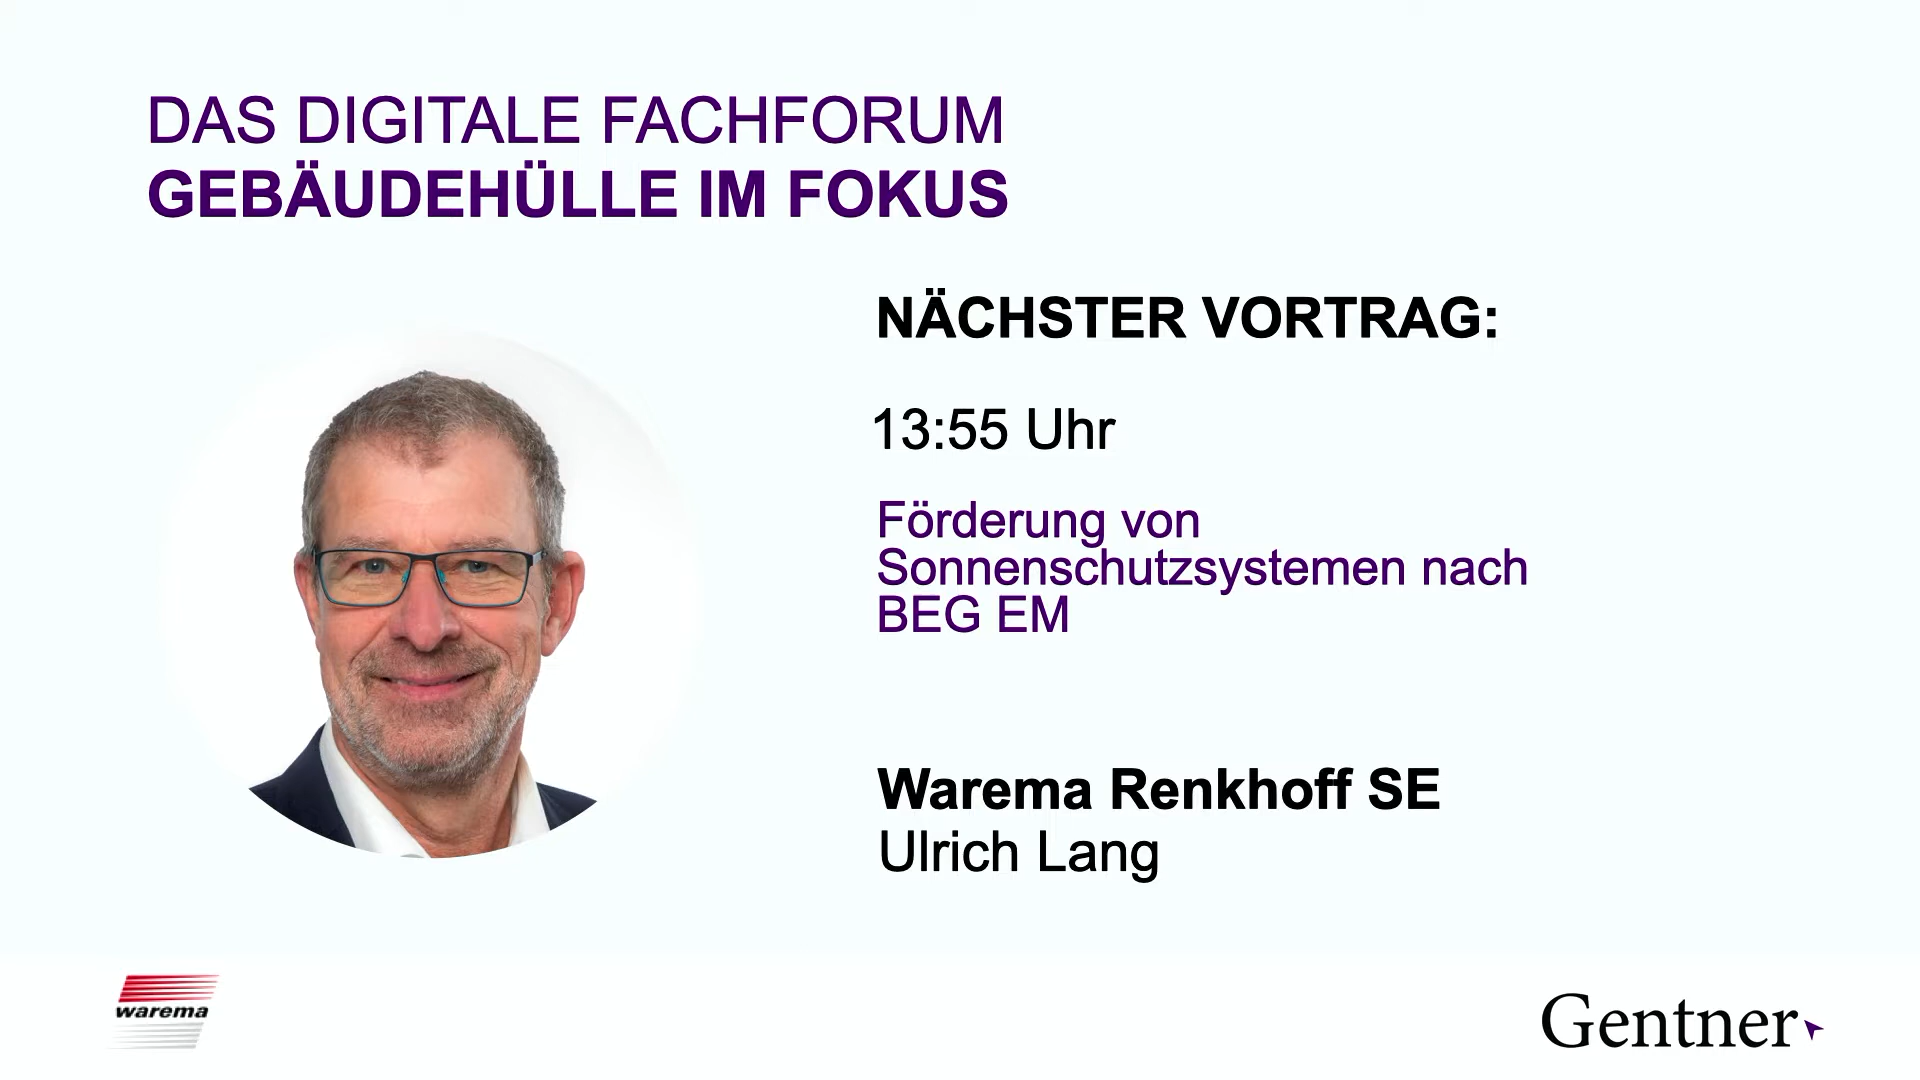 DAS DIGITALE FACHFORUM
GEBÄUDEHÜLLE IM FOKUS
NÄCHSTER VORTRAG:
13:55 Uhr
Förderung von
Sonnenschutzsystemen nach
BEG EM
Warema Renkhoff SE
Ulrich Lang
warema
Gentner